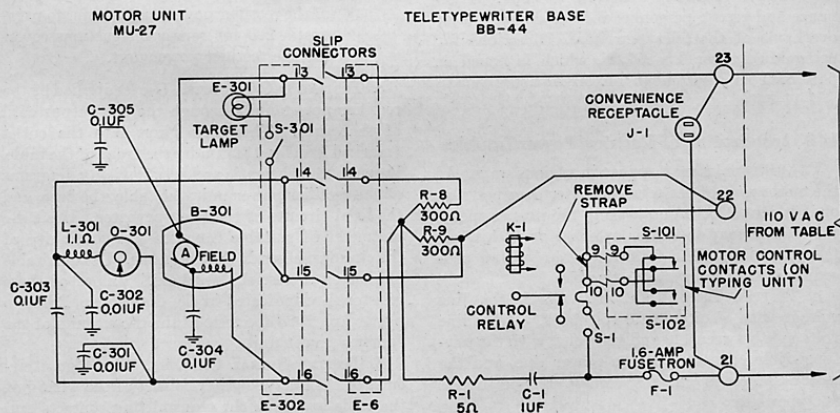 MOTOR UNIT
MU-27
TELETYPEWRITER BASE
BB-44
SLIP
CONNECTORS
23
13
13
E-301
C-305
0.1UF
TARGET
LAMP
S-301
CONVENIENCE
RECEPTACLE
J-1
14
14
L-301
1.1Ω
O-301
B-301
A
FIELD
R-8
300Ω
R-9
300Ω
REMOVE
STRAP
22
K-1
S-101
110 VAC
FROM TABLE
9
9
10
10
MOTOR CONTROL
CONTACTS (ON
TYPING UNIT)
15
15
C-303
0.1UF
C-302
0.01UF
C-301
0.01UF
C-304
0.1UF
CONTROL
RELAY
S-1
S-102
1.6-AMP
FUSETRON
F-1
21
16
16
E-302
E-6
R-1
5Ω
C-1
1UF